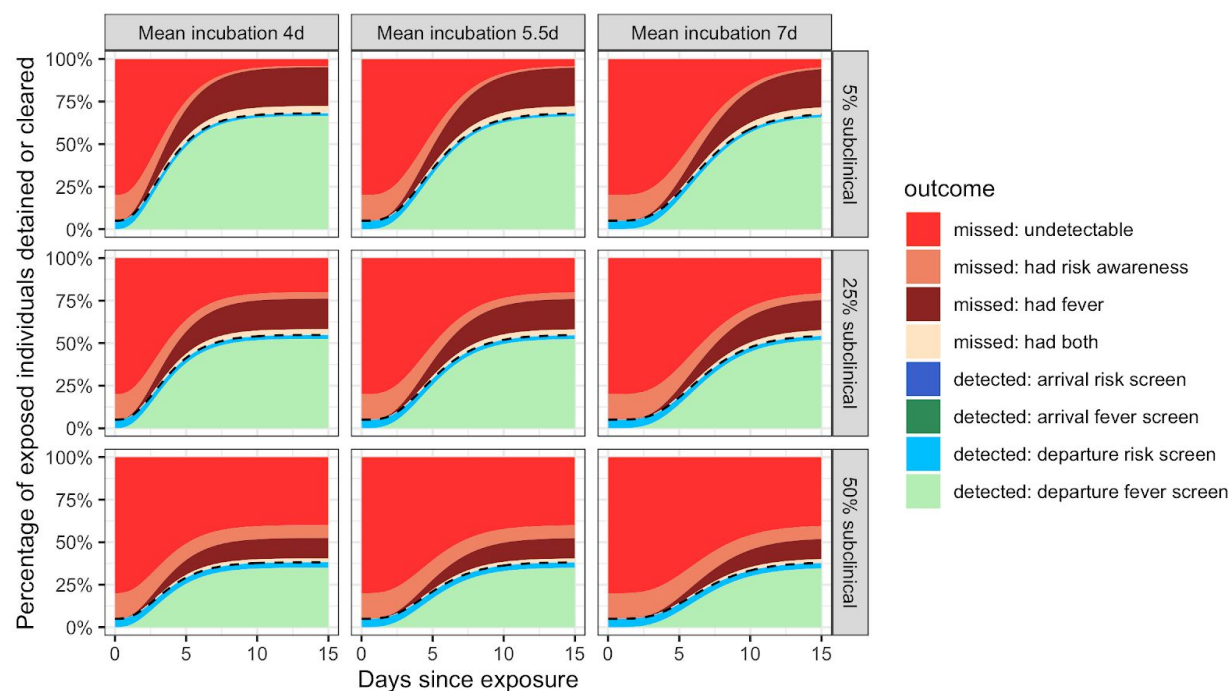 Mean incubation 4d
Mean incubation 5.5d
Mean incubation 7d
Percentage of exposed individuals detained or cleared
100%
75%
50%
25%
0%
5% subclinical
100%
75%
50%
25%
0%
25% subclinical
100%
75%
50%
25%
0%
50% subclinical
0 5 10 15
0 5 10 15
0 5 10 15
Days since exposure
outcome
missed: undetectable
missed: had risk awareness
missed: had fever
missed: had both
detected: arrival risk screen
detected: arrival fever screen
detected: departure risk screen
detected: departure fever screen